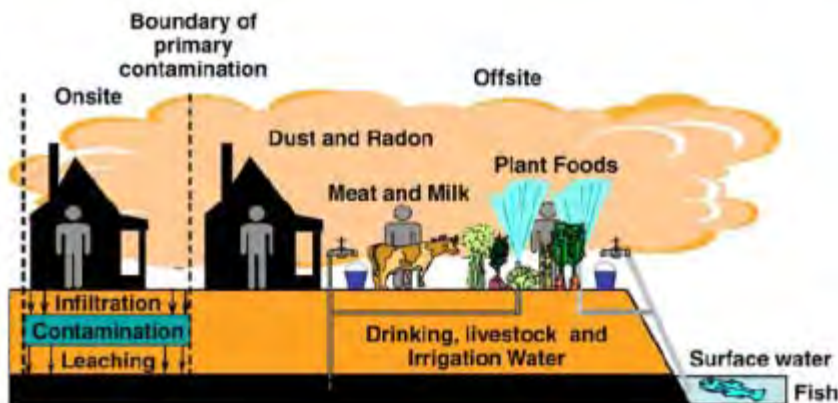 Boundary of
primary
contamination
Onsite
Offsite
Dust and Radon
Plant Foods
Meat and Milk
Infiltration
Contamination
Leaching
Drinking, livestock and
Irrigation Water
Surface water
Fish